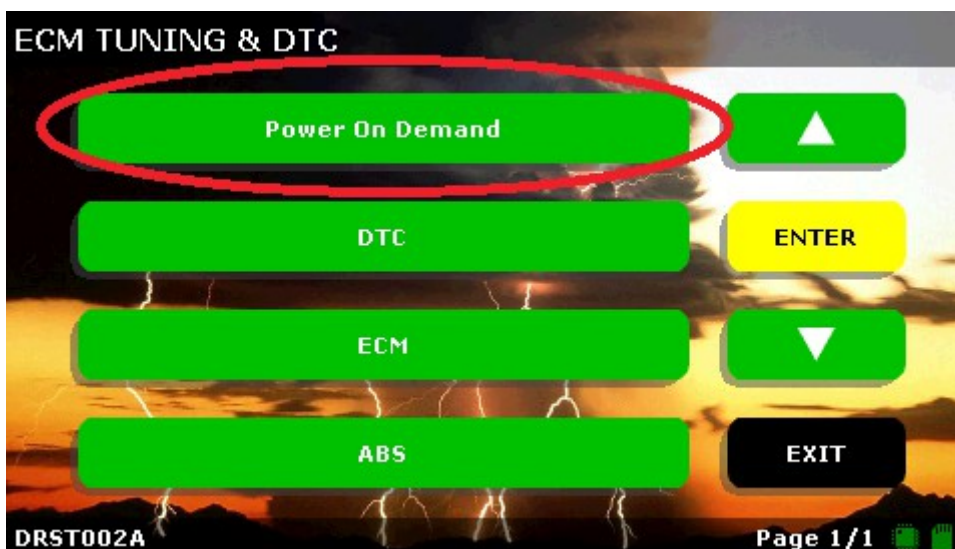 ECM TUNING & DTC
Power On Demand
DTC
ENTER
ECM
ABS
EXIT
DRST002A
Page 1/1